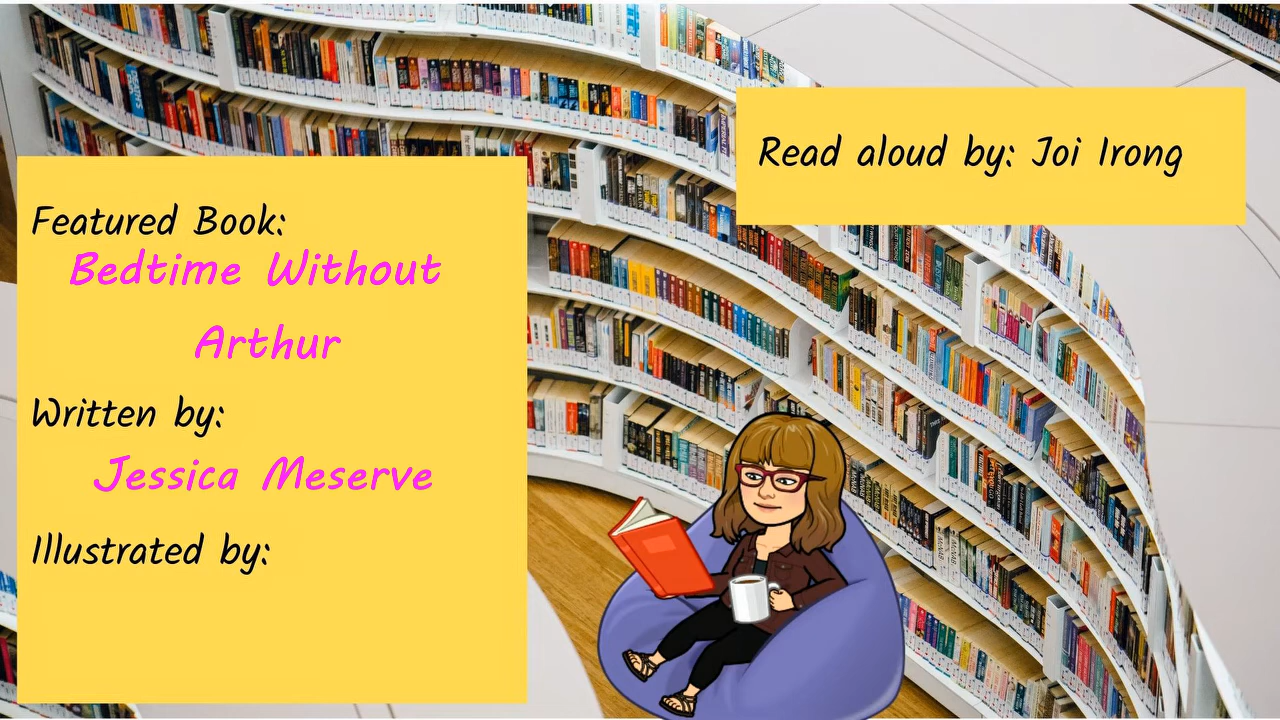 Read aloud by: Joi Irong
Featured Book:
Bedtime Without
Arthur
Written by:
Jessica Meserve
Illustrated by: